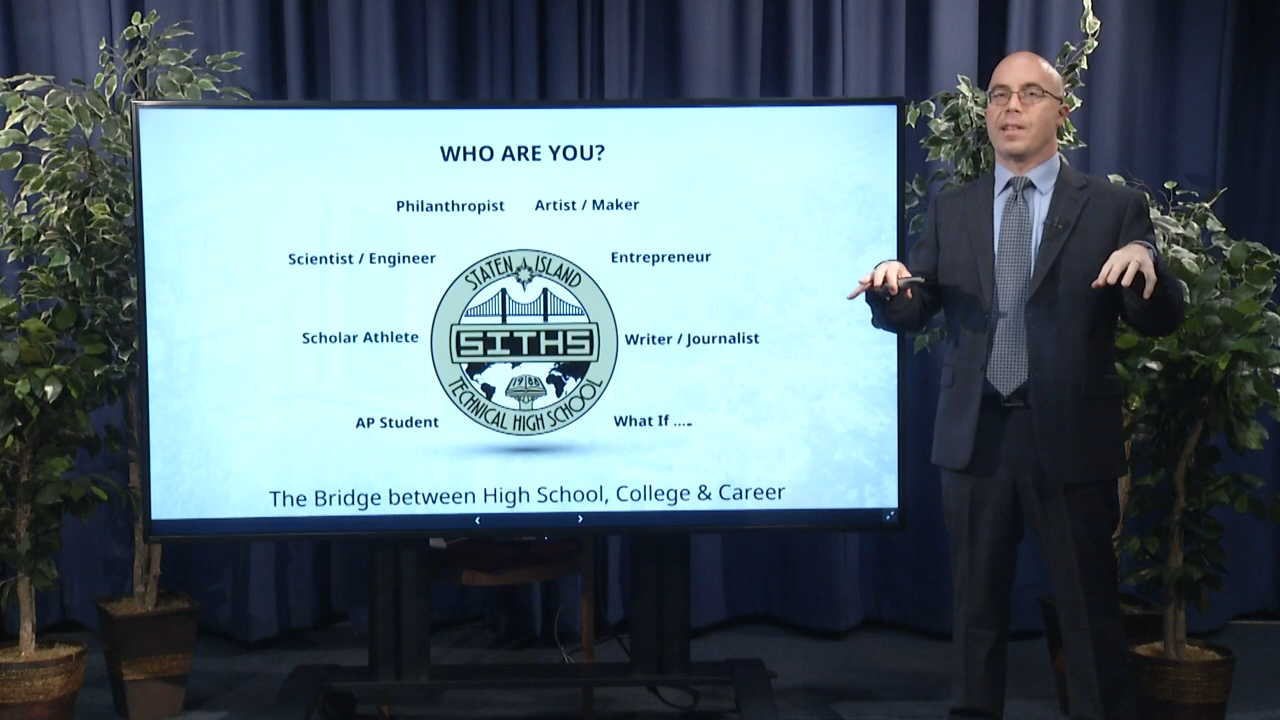 WHO ARE YOU?
Philanthropist Artist / Maker
Scientist / Engineer Entrepreneur
STATEN ISLAND
SITHS
Scholar Athlete Writer / Journalist
1988
TECHNICAL HIGH SCHOOL
AP Student What If .....
The Bridge between High School, College & Career